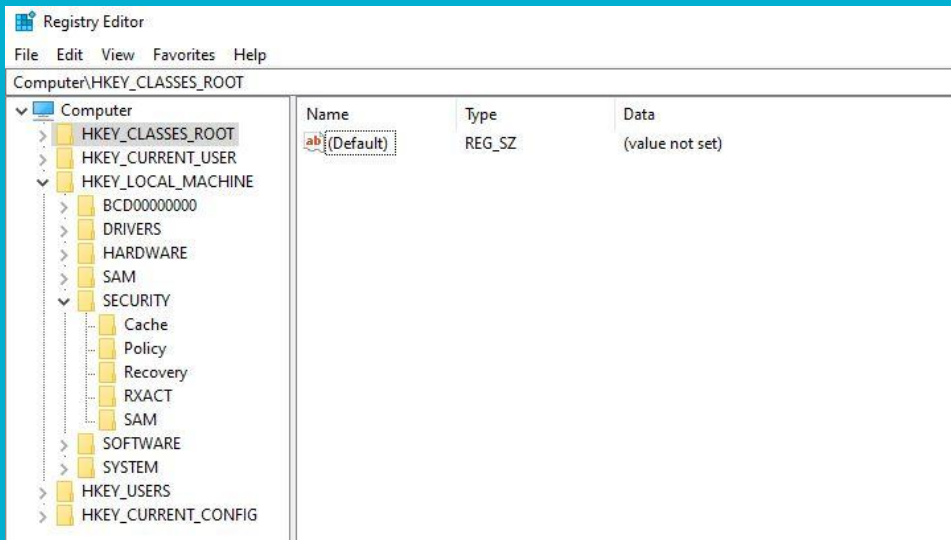 Registry Editor
File Edit View Favorites Help
Computer\HKEY_CLASSES_ROOT
Computer
HKEY_CLASSES_ROOT
HKEY_CURRENT_USER
HKEY_LOCAL_MACHINE
BCD00000000
DRIVERS
HARDWARE
SAM
SECURITY
Cache
Policy
Recovery
RXACT
SAM
SOFTWARE
SYSTEM
HKEY_USERS
HKEY_CURRENT_CONFIG
Name Type Data
ab (Default) REG_SZ (value not set)